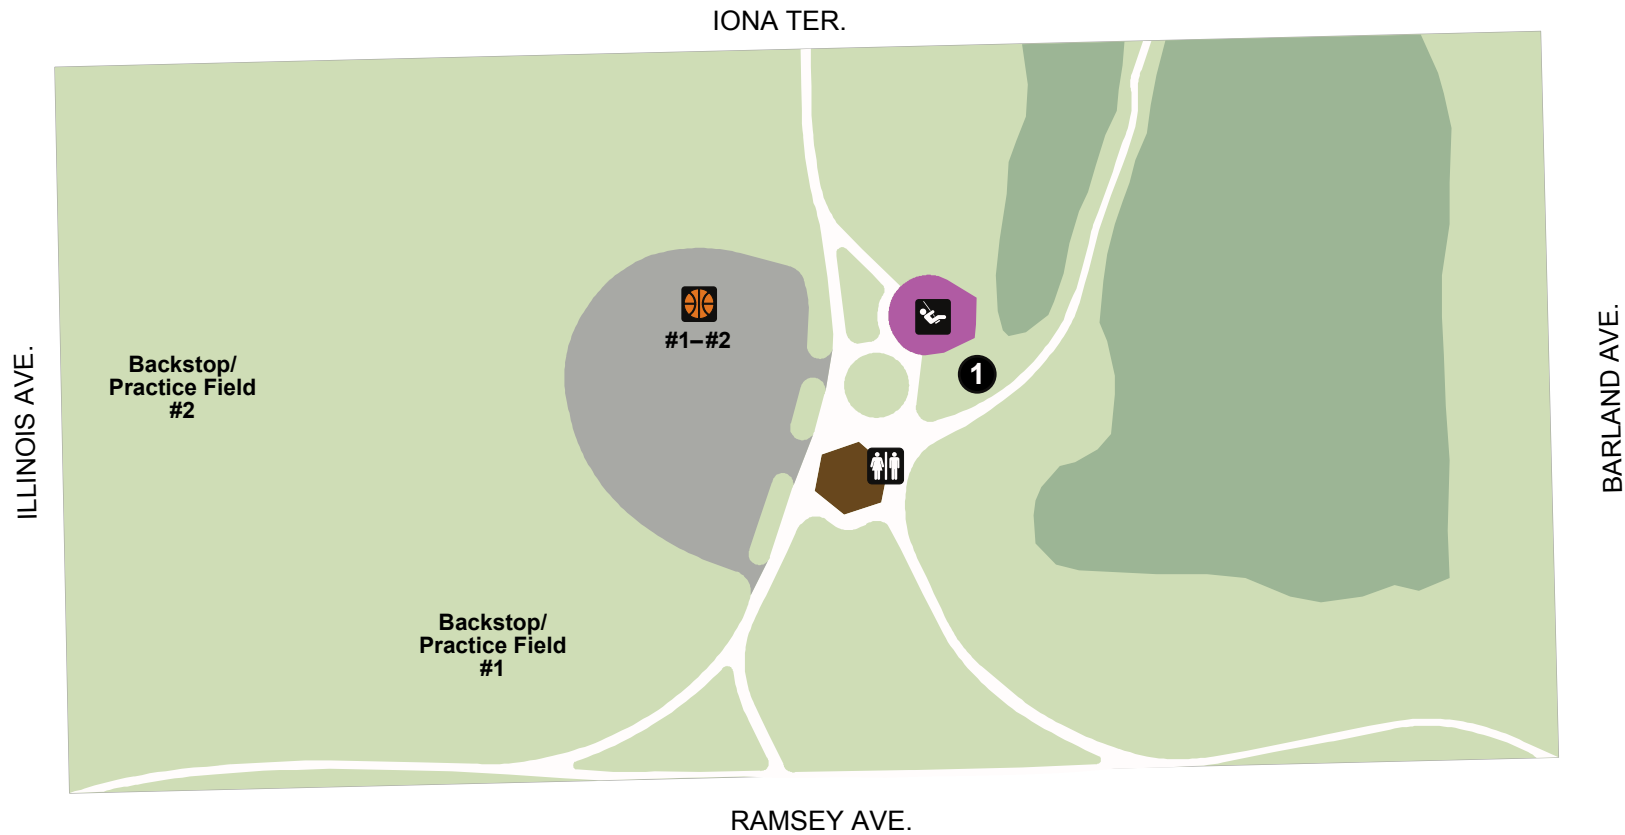 IONA TER.
#1–#2
1
ILLINOIS AVE.
Backstop/
Practice Field
#2
BARLAND AVE.
Backstop/
Practice Field
#1
RAMSEY AVE.